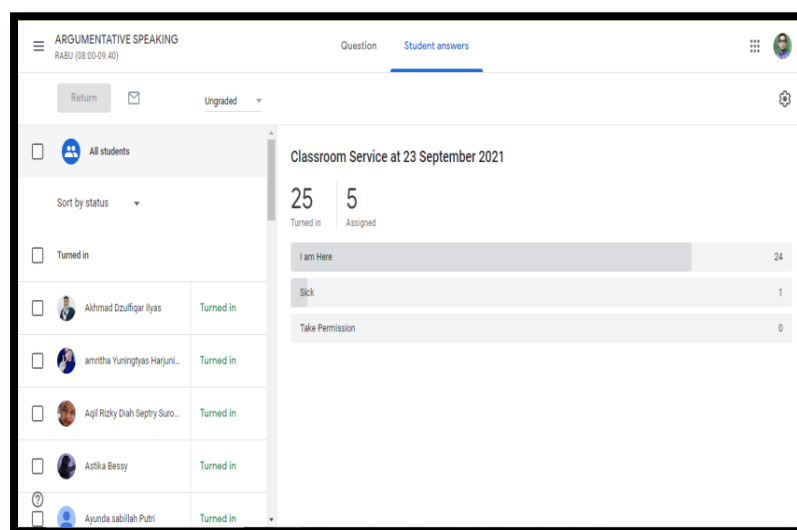 ARGUMENTATIVE SPEAKING
RABU (08:00-09.40)
Question
Student answers
Return
Ungraded
All students
Sort by status
Turned in
Akhmad Dzulfiqar Ilyas
Turned in
amritha Yuningtyas Harjuni...
Turned in
Aqil Rizky Diah Septry Suro...
Turned in
Astika Bessy
Turned in
Ayunda sabillah Putri
Turned in
Classroom Service at 23 September 2021
25 5
Turned in Assigned
I am Here 24
Sick 1
Take Permission 0